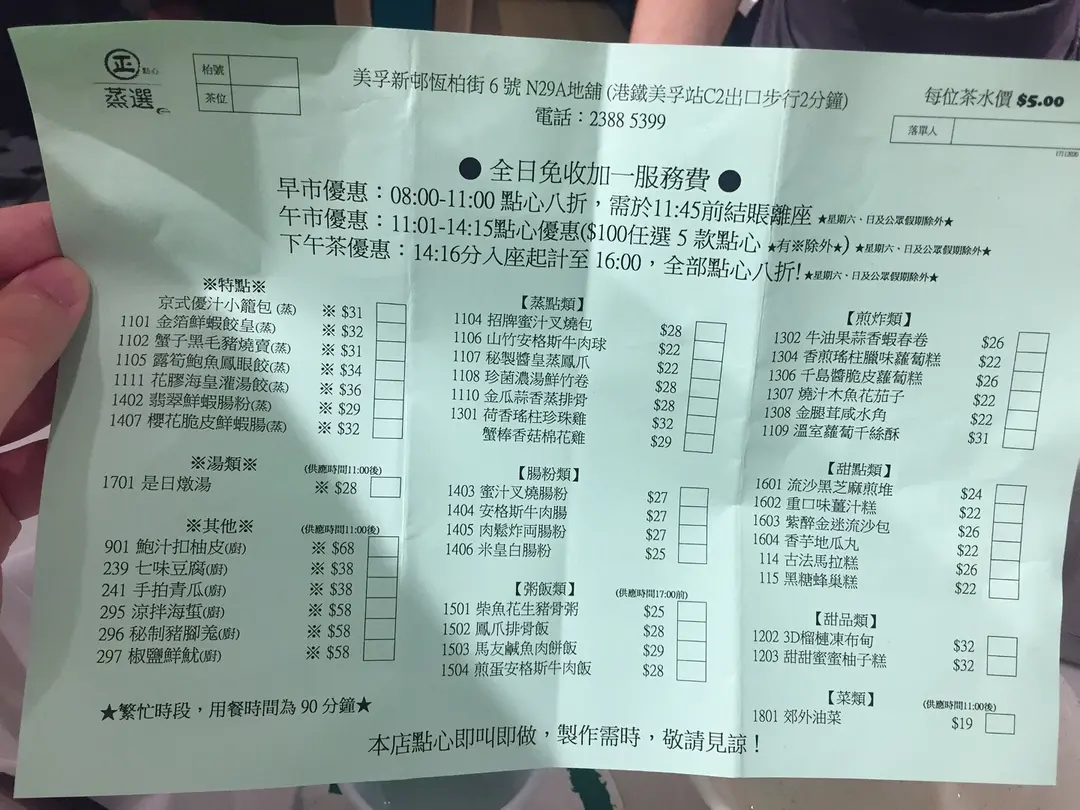 正 點心
蒸選
枱號
茶位
美孚新邨恆柏街 6 號 N29A地舖 (港鐵美孚站C2出口步行2分鐘)
電話：2388 5399
每位茶水價 $5.00
落單人
● 全日免收加一服務費 ●
早市優惠：08:00-11:00 點心八折，需於11:45前結賬離座 ★星期六、日及公眾假期除外★
午市優惠：11:01-14:15點心優惠($100任選 5 款點心 ★有※除外★) ★星期六、日及公眾假期除外★
下午茶優惠：14:16分入座起計至 16:00，全部點心八折! ★星期六、日及公眾假期除外★
※特點※
京式優汁小籠包 (蒸) ※ $31
1101 金箔鮮蝦餃皇(蒸) ※ $32
1102 蟹子黑毛豬燒賣(蒸) ※ $31
1105 露筍鮑魚鳳眼餃(蒸) ※ $34
1111 花膠海皇灌湯餃(蒸) ※ $36
1402 翡翠鮮蝦腸粉(蒸) ※ $29
1407 櫻花脆皮鮮蝦腸(蒸) ※ $32
※湯類※ (供應時間11:00後)
1701 是日燉湯 ※ $28
※其他※ (供應時間11:00後)
901 鮑汁扣柚皮(廚) ※ $68
239 七味豆腐(廚) ※ $38
241 手拍青瓜(廚) ※ $38
295 涼拌海蜇(廚) ※ $58
296 秘制豬腳羗(廚) ※ $58
297 椒鹽鮮魷(廚) ※ $58
【蒸點類】
1104 招牌蜜汁叉燒包 $28
1106 山竹安格斯牛肉球 $22
1107 秘製醬皇蒸鳳爪 $22
1108 珍菌濃湯鮮竹卷 $28
1110 金瓜蒜香蒸排骨 $28
1301 荷香瑤柱珍珠雞 $32
蟹棒香菇棉花雞 $29
【腸粉類】
1403 蜜汁叉燒腸粉 $27
1404 安格斯牛肉腸 $27
1405 肉鬆炸両腸粉 $27
1406 米皇白腸粉 $25
【粥飯類】 (供應時間17:00前)
1501 柴魚花生豬骨粥 $25
1502 鳳爪排骨飯 $28
1503 馬友鹹魚肉餅飯 $29
1504 煎蛋安格斯牛肉飯 $28
【煎炸類】
1302 牛油果蒜香蝦春卷 $26
1304 香煎瑤柱臘味蘿蔔糕 $22
1306 千島醬脆皮蘿蔔糕 $26
1307 燒汁木魚花茄子 $22
1308 金腿茸咸水角 $22
1109 溫室蘿蔔千絲酥 $31
【甜點類】
1601 流沙黑芝麻煎堆 $24
1602 重口味薑汁糕 $22
1603 紫醉金迷流沙包 $26
1604 香芋地瓜丸 $22
114 古法馬拉糕 $26
115 黑糖蜂巢糕 $22
【甜品類】
1202 3D榴槤凍布甸 $32
1203 甜甜蜜蜜柚子糕 $32
【菜類】 (供應時間11:00後)
1801 郊外油菜 $19
★繁忙時段，用餐時間為 90 分鐘★
本店點心即叫即做，製作需時，敬請見諒！